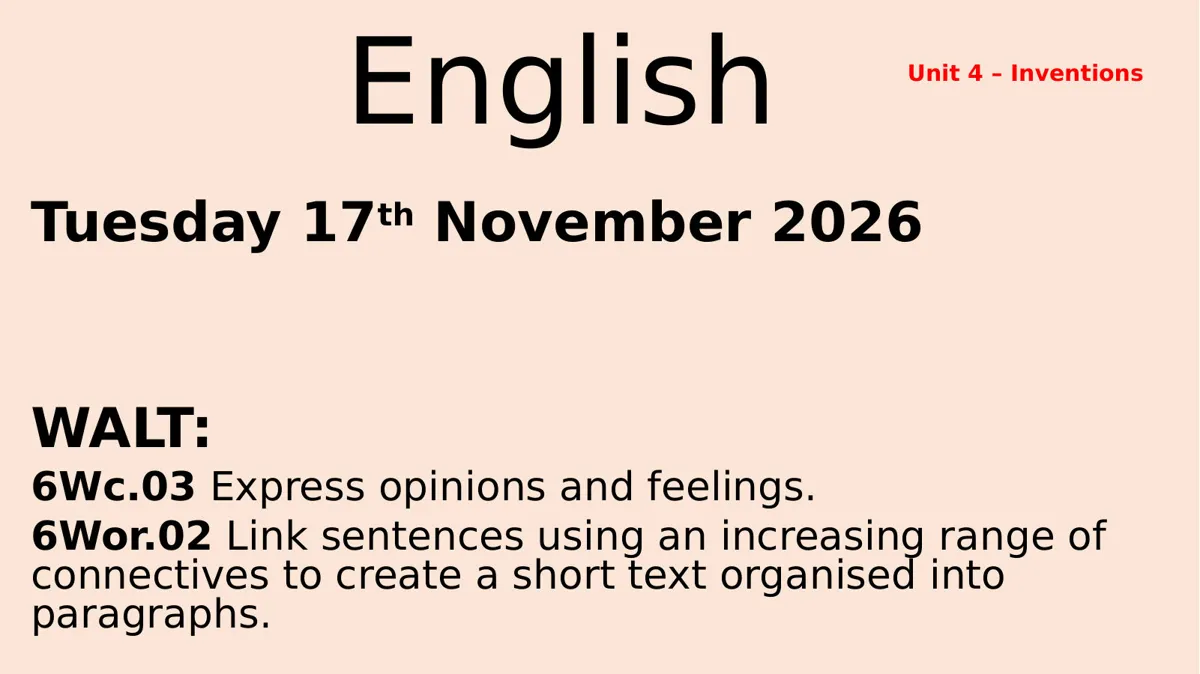 English
Unit 4 – Inventions
Tuesday 17th November 2026
WALT:
6Wc.03 Express opinions and feelings.
6Wor.02 Link sentences using an increasing range of
connectives to create a short text organised into
paragraphs.